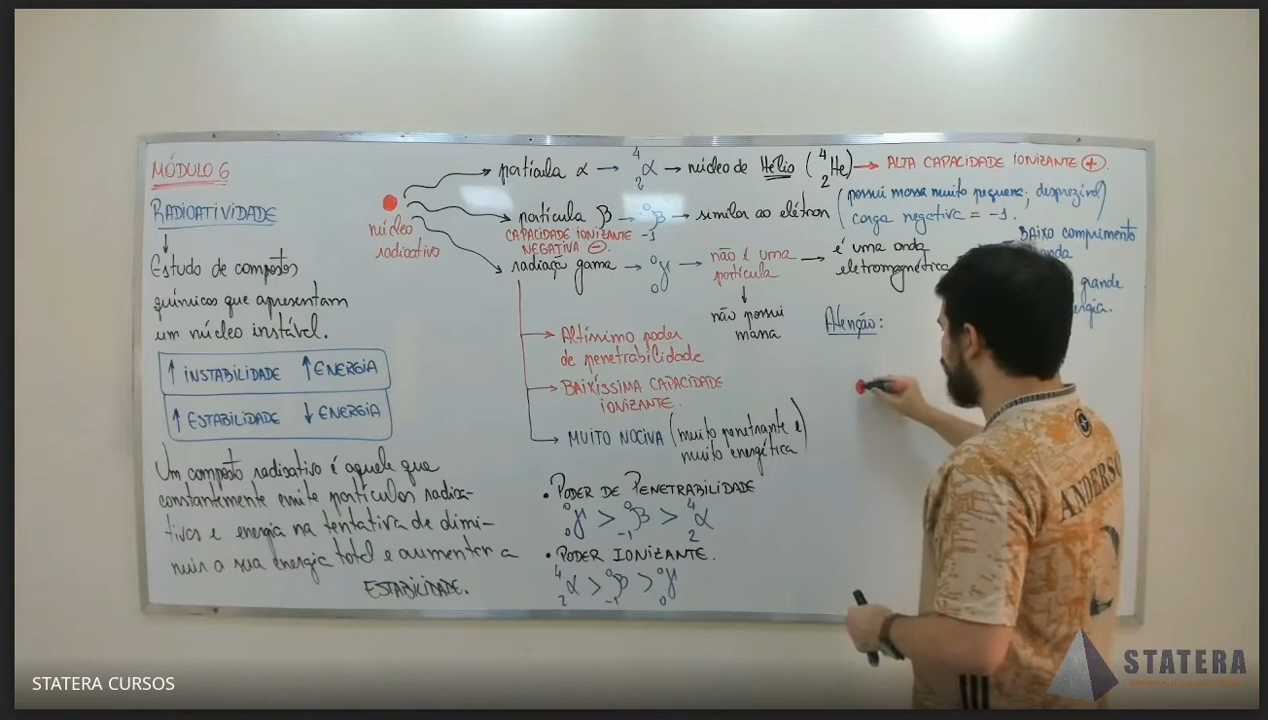 MÓDULO 6
RADIOATIVIDADE
Estudo de compostos
químicos que apresentam
um núcleo instável.
↑ INSTABILIDADE ↑ ENERGIA
↑ ESTABILIDADE ↓ ENERGIA
Um composto radioativo é aquele que
constantemente emite partículas radioa-
tivas e energia na tentativa de dimi-
nuir a sua energia total e aumentar a
ESTABILIDADE.
núcleo
radioativo
partícula α → ⁴₂α → núcleo de Hélio (⁴₂He) → ALTA CAPACIDADE IONIZANTE +.
partícula β → ⁰₋₁β → similar ao elétron (possui massa muito pequena, desprezível)
carga negativa = -1.
CAPACIDADE IONIZANTE
NEGATIVA -.
radiaçã gama → ⁰₀γ → não é uma
partícula
→ é uma onda
eletromagnética
BAIXO comprimento
onda
grande
não possui
massa
Altíssimo poder
de penetrabilidade
BAIXÍSSIMA CAPACIDADE
IONIZANTE.
MUITO NOCIVA (muito penetrante e
muito energética)
• PODER DE PENETRABILIDADE
⁰₀γ > ⁰₋₁β > ⁴₂α
• PODER IONIZANTE.
⁴₂α > ⁰₋₁β > ⁰₀γ
Atenção:
ANDERSO
STATERA CURSOS
STATERA